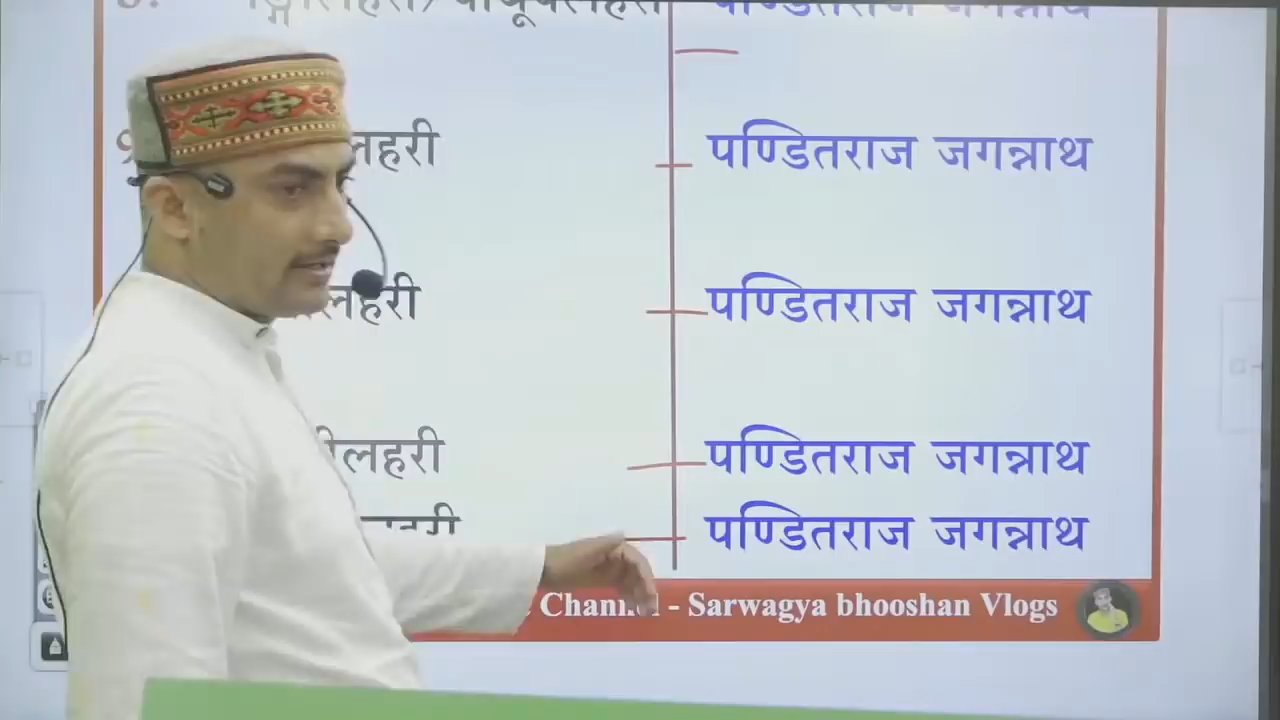 पण्डितराज जगन्नाथ
लहरी पण्डितराज जगन्नाथ
लहरी पण्डितराज जगन्नाथ
लहरी पण्डितराज जगन्नाथ
पण्डितराज जगन्नाथ
Channel - Sarwagya bhooshan Vlogs